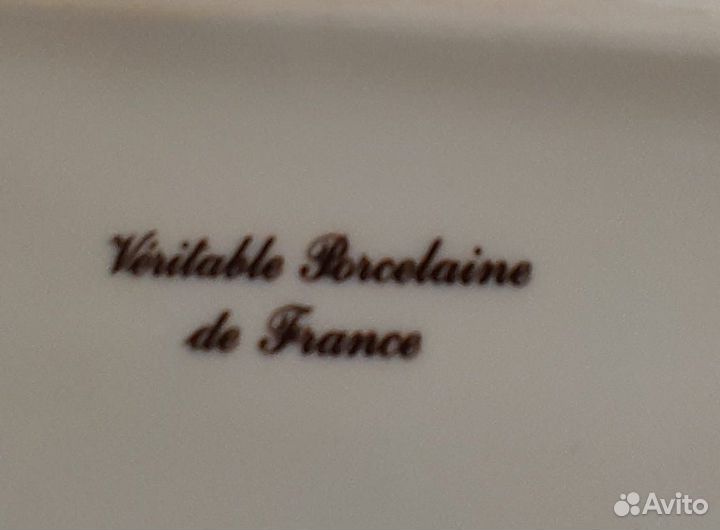 Véritable Porcelaine
de France
Avito